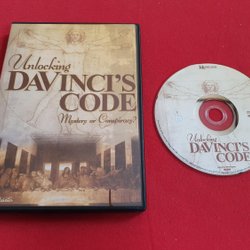 Unlocking
DAVINCI'S
CODE
Mystery or Conspiracy?
Unlocking
DAVINCI'S
CODE